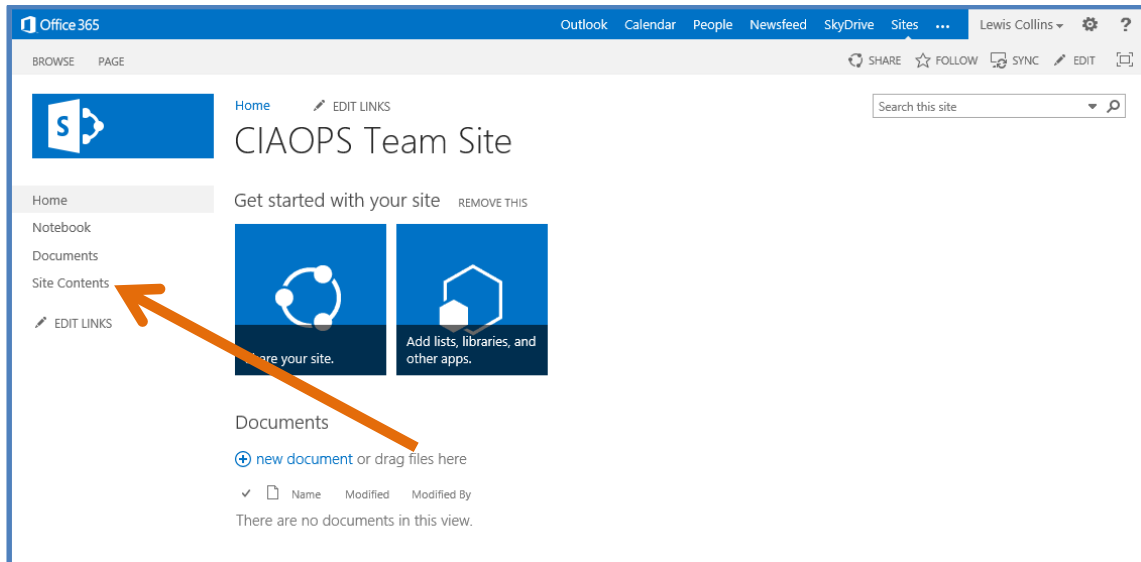 Office 365
Outlook Calendar People Newsfeed SkyDrive Sites ... Lewis Collins ?
BROWSE PAGE
SHARE FOLLOW SYNC EDIT
S
Home EDIT LINKS
Search this site
CIAOPS Team Site
Home
Notebook
Documents
Site Contents
EDIT LINKS
Get started with your site REMOVE THIS
Share your site.
Add lists, libraries, and
other apps.
Documents
new document or drag files here
Name Modified Modified By
There are no documents in this view.